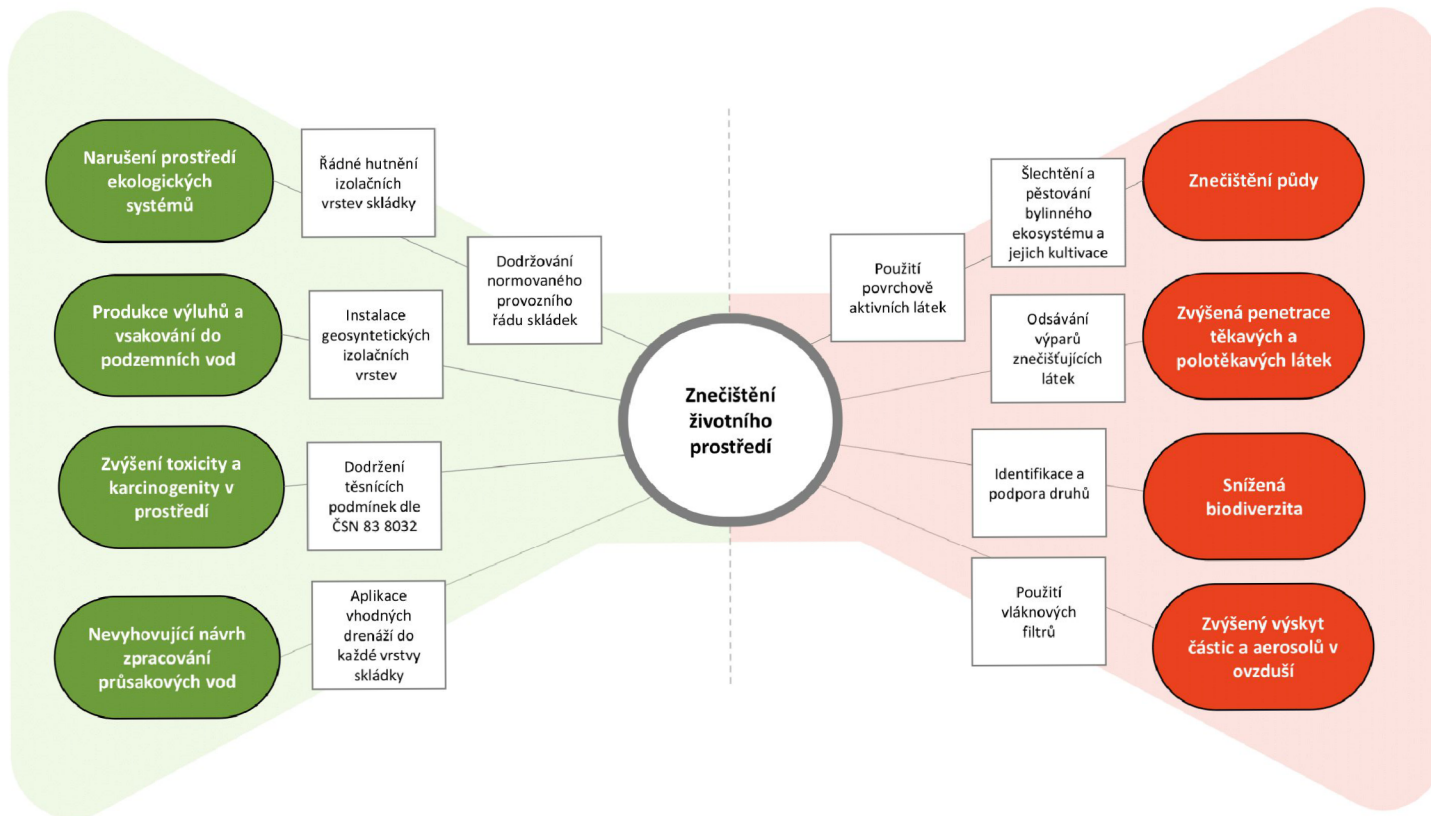 Narušení prostředí
ekologických
systémů
Řádné hutnění
izolačních
vrstev skládky
Dodržování
normovaného
provozního
řádu skládek
Produkce výluhů a
vsakování do
podzemních vod
Instalace
geosyntetických
izolačních
vrstev
Zvýšení toxicity a
karcinogenity v
prostředí
Dodržení
těsnících
podmínek dle
ČSN 83 8032
Nevyhovující návrh
zpracování
průsakových vod
Aplikace
vhodných
drenáží do
každé vrstvy
skládky
Znečištění
životního
prostředí
Použití
povrchově
aktivních látek
Šlechtění a
pěstování
bylinného
ekosystému a
jejich kultivace
Znečištění půdy
Odsávání
výparů
znečišťujících
látek
Zvýšená penetrace
těkavých a
polotěkavých látek
Identifikace a
podpora druhů
Snížená
biodiverzita
Použití
vláknových
filtrů
Zvýšený výskyt
částic a aerosolů v
ovzduší